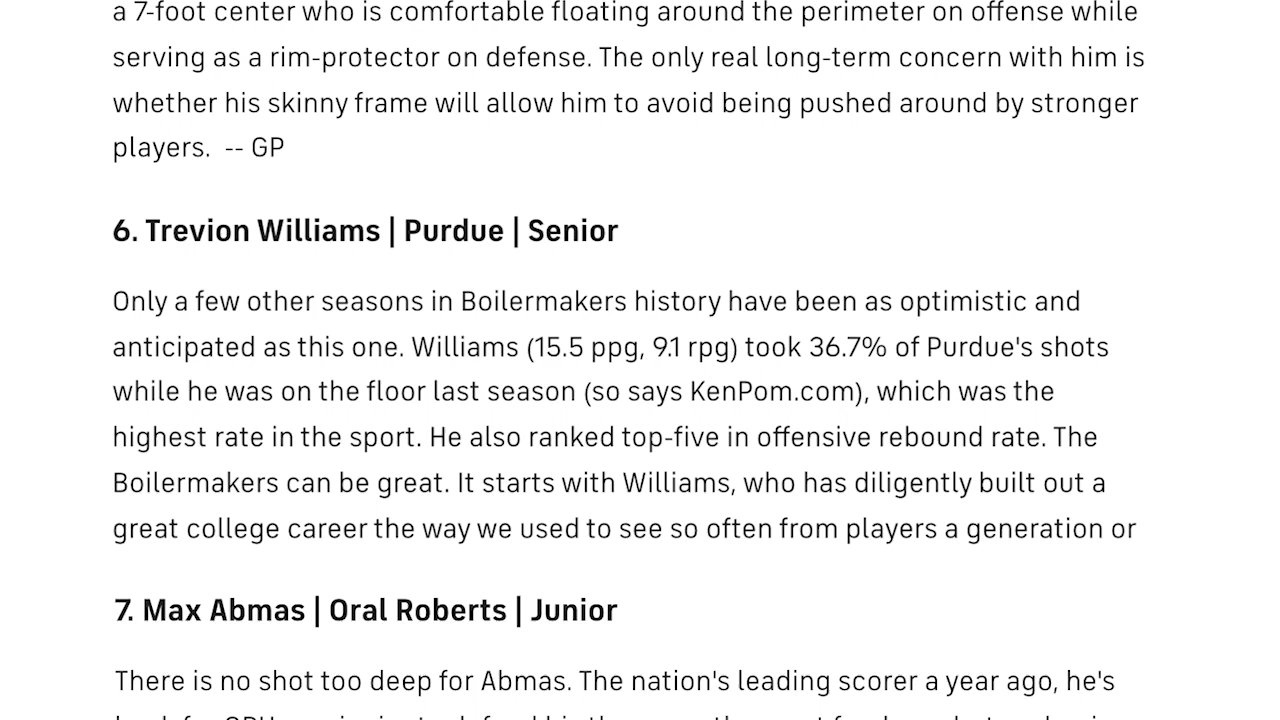 a 7-foot center who is comfortable floating around the perimeter on offense while
serving as a rim-protector on defense. The only real long-term concern with him is
whether his skinny frame will allow him to avoid being pushed around by stronger
players.  -- GP
6. Trevion Williams | Purdue | Senior
Only a few other seasons in Boilermakers history have been as optimistic and
anticipated as this one. Williams (15.5 ppg, 9.1 rpg) took 36.7% of Purdue's shots
while he was on the floor last season (so says KenPom.com), which was the
highest rate in the sport. He also ranked top-five in offensive rebound rate. The
Boilermakers can be great. It starts with Williams, who has diligently built out a
great college career the way we used to see so often from players a generation or
7. Max Abmas | Oral Roberts | Junior
There is no shot too deep for Abmas. The nation's leading scorer a year ago, he's